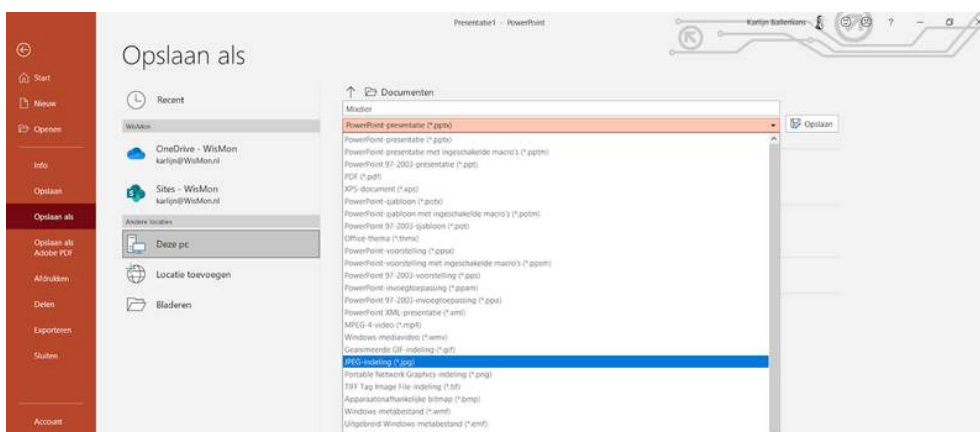 Presentatie1 - PowerPoint
Karlijn Ballemans
?
Opslaan als
Start
Nieuw
Openen
Info
Opslaan
Opslaan als
Opslaan als
Adobe PDF
Afdrukken
Delen
Exporteren
Sluiten
Account
Recent
WisMon
OneDrive - WisMon
karlijn@WisMon.nl
Sites - WisMon
karlijn@WisMon.nl
Andere locaties
Deze pc
Locatie toevoegen
Bladeren
Documenten
PowerPoint-presentatie (*.pptx)
Opslaan
PowerPoint-presentatie (*.pptx)
PowerPoint-presentatie met ingeschakelde macro's (*.pptm)
PowerPoint 97-2003-presentatie (*.ppt)
PDF (*.pdf)
XPS-document (*.xps)
PowerPoint-sjabloon (*.potx)
PowerPoint-sjabloon met ingeschakelde macro's (*.potm)
PowerPoint 97-2003-sjabloon (*.pot)
Office-thema (*.thmx)
PowerPoint-voorstelling (*.ppsx)
PowerPoint-voorstelling met ingeschakelde macro's (*.ppsm)
PowerPoint 97-2003-voorstelling (*.pps)
PowerPoint-invoegtoepassing (*.ppam)
PowerPoint 97-2003-invoegtoepassing (*.ppa)
PowerPoint XML-presentatie (*.xml)
MPEG-4-video (*.mp4)
Windows-mediavideo (*.wmv)
Geanimeerde GIF-indeling (*.gif)
JPEG-indeling (*.jpg)
Portable Network Graphics-indeling (*.png)
TIFF Tag Image File-indeling (*.tif)
Apparaatonafhankelijke bitmap (*.bmp)
Windows-metabestand (*.wmf)
Uitgebreid Windows-metabestand (*.emf)